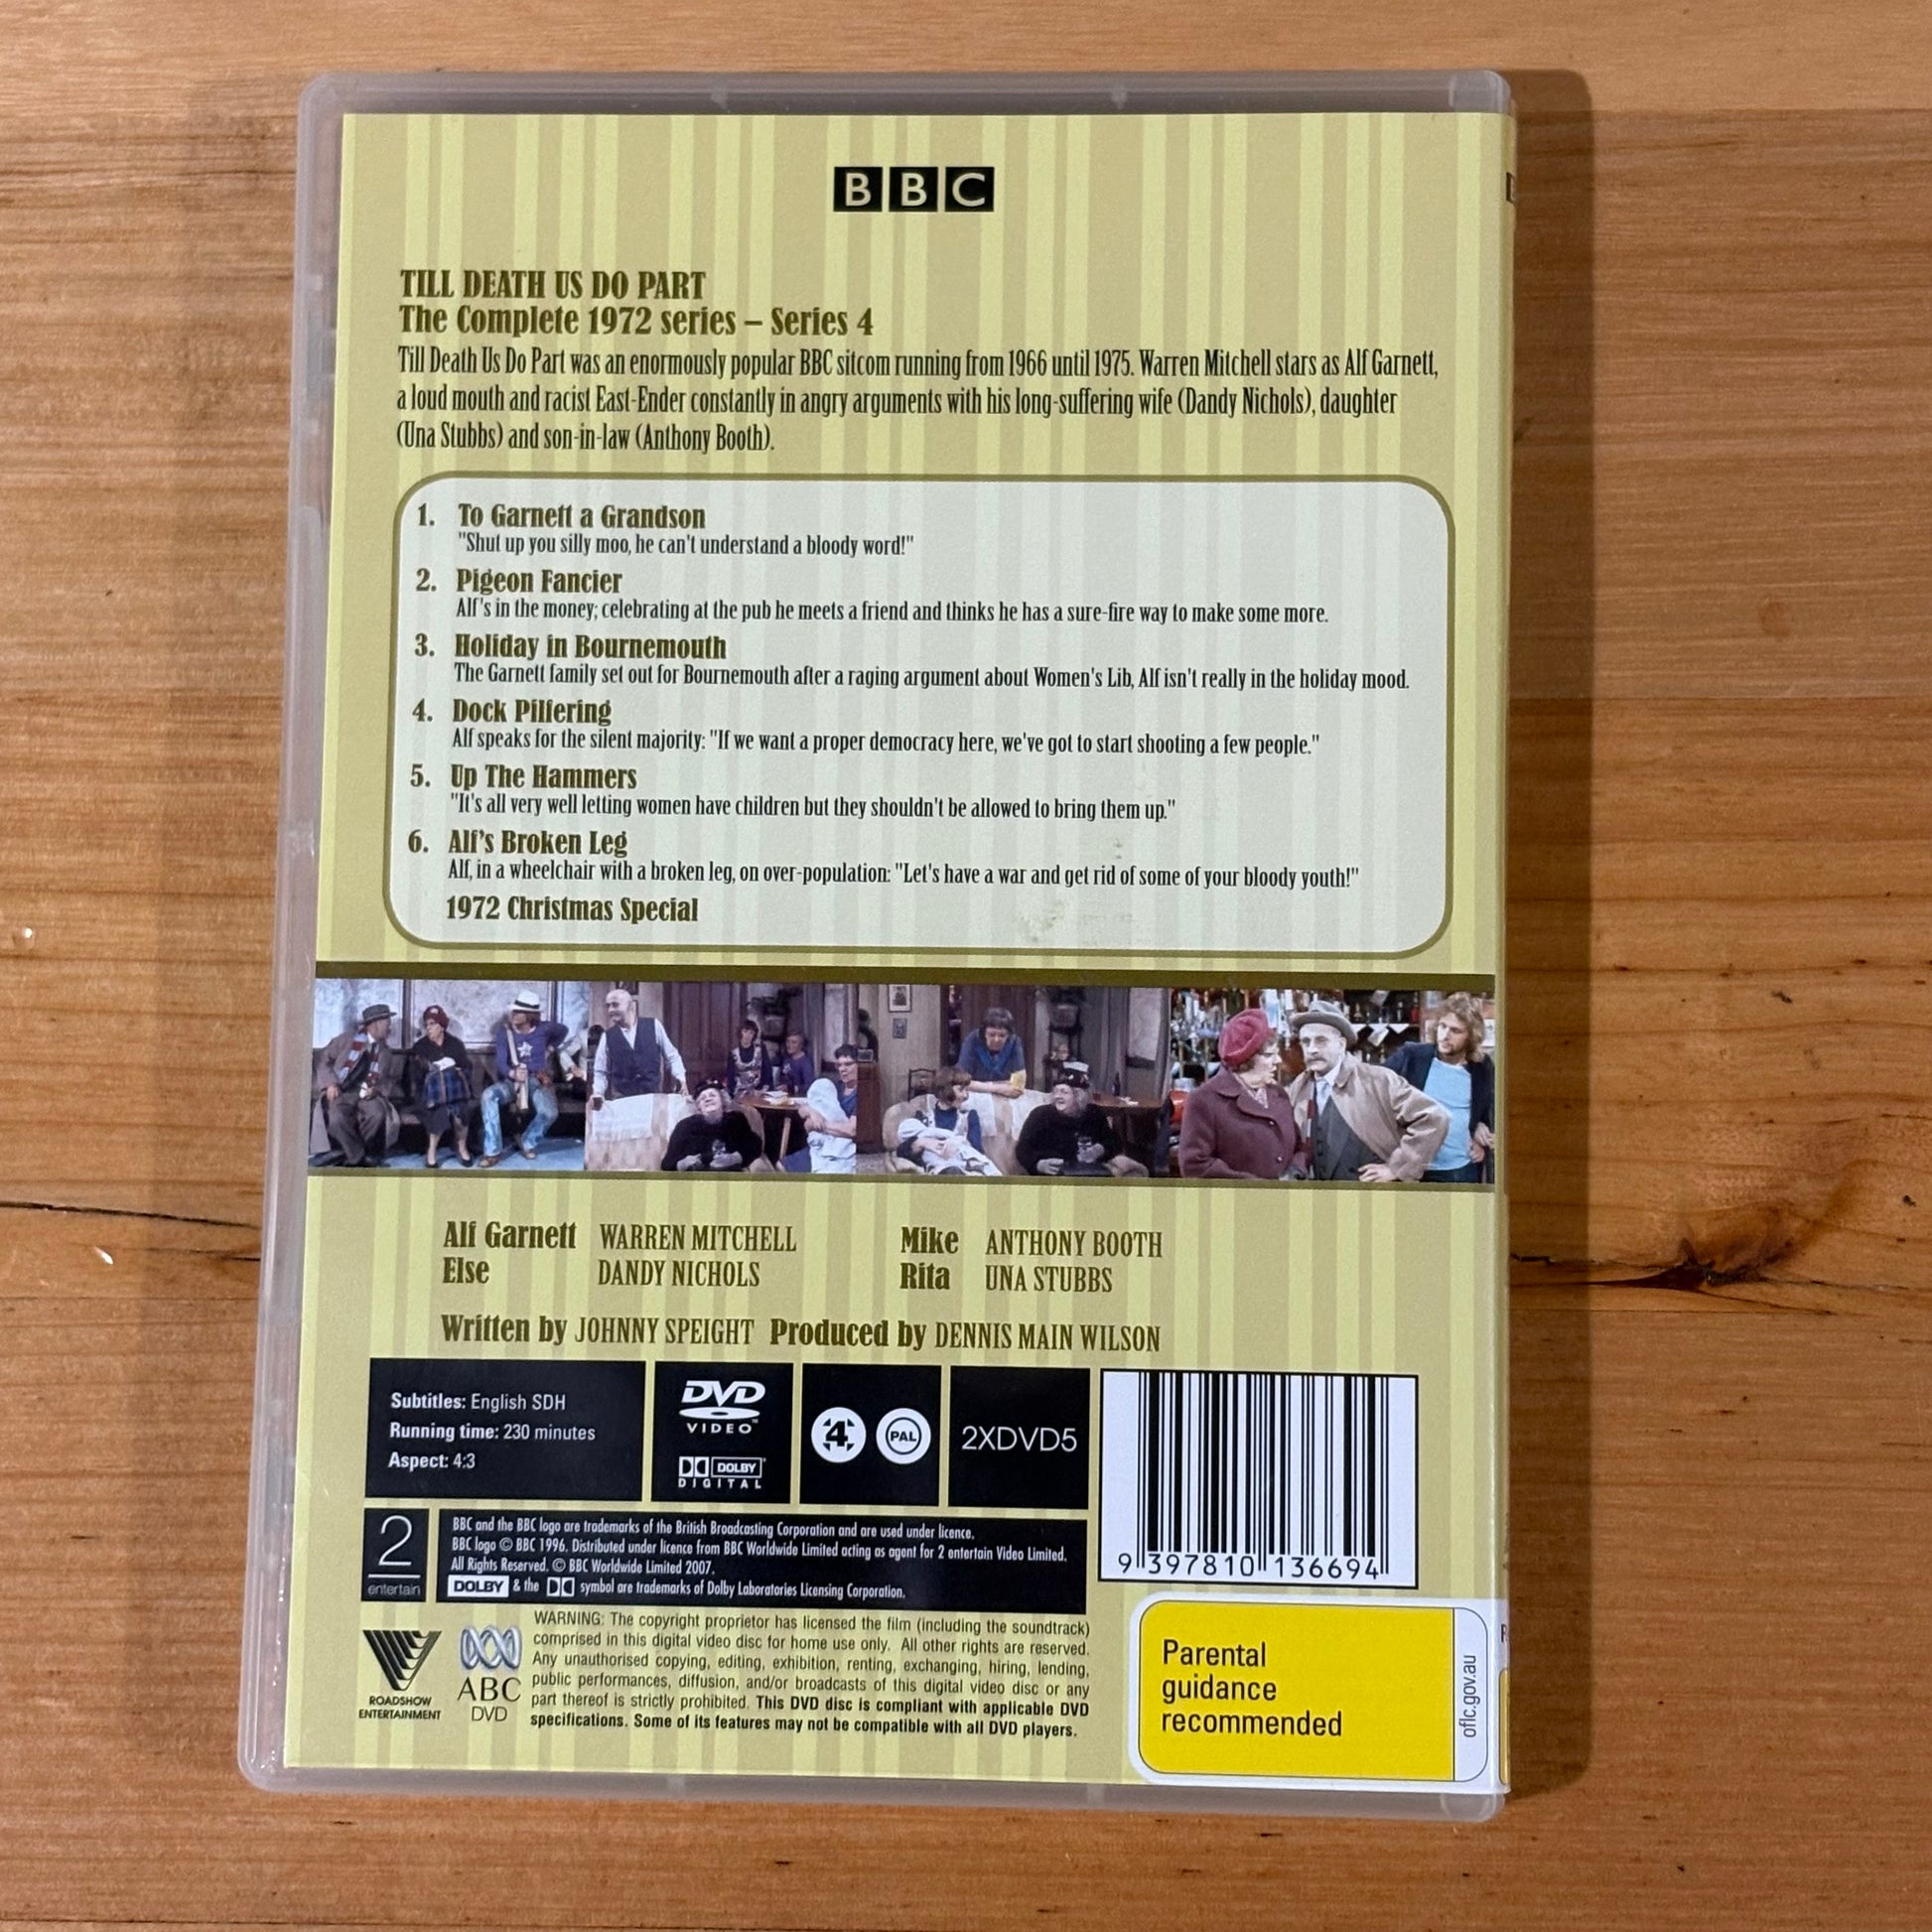 BBC
TILL DEATH US DO PART
The Complete 1972 series – Series 4
Till Death Us Do Part was an enormously popular BBC sitcom running from 1966 until 1975. Warren Mitchell stars as Alf Garnett,
a loud mouth and racist East-Ender constantly in angry arguments with his long-suffering wife (Dandy Nichols), daughter
(Una Stubbs) and son-in-law (Anthony Booth).
1. To Garnett a Grandson
"Shut up you silly moo, he can't understand a bloody word!"
2. Pigeon Fancier
Alf's in the money; celebrating at the pub he meets a friend and thinks he has a sure-fire way to make some more.
3. Holiday in Bournemouth
The Garnett family set out for Bournemouth after a raging argument about Women's Lib, Alf isn't really in the holiday mood.
4. Dock Pilfering
Alf speaks for the silent majority: "If we want a proper democracy here, we've got to start shooting a few people."
5. Up The Hammers
"It's all very well letting women have children but they shouldn't be allowed to bring them up."
6. Alf's Broken Leg
Alf, in a wheelchair with a broken leg, on over-population: "Let's have a war and get rid of some of your bloody youth!"
1972 Christmas Special
Alf Garnett WARREN MITCHELL Mike ANTHONY BOOTH
Else DANDY NICHOLS Rita UNA STUBBS
Written by JOHNNY SPEIGHT Produced by DENNIS MAIN WILSON
Subtitles: English SDH
Running time: 230 minutes
Aspect: 4:3
DVD
VIDEO™
DOLBY
DIGITAL
4
PAL
2XDVD5
9 397810 136694
2
entertain
BBC and the BBC logo are trademarks of the British Broadcasting Corporation and are used under licence.
BBC logo © BBC 1996. Distributed under licence from BBC Worldwide Limited acting as agent for 2 entertain Video Limited.
All Rights Reserved. © BBC Worldwide Limited 2007.
DOLBY & the symbol are trademarks of Dolby Laboratories Licensing Corporation.
ROADSHOW
ENTERTAINMENT
ABC
DVD
WARNING: The copyright proprietor has licensed the film (including the soundtrack)
comprised in this digital video disc for home use only. All other rights are reserved.
Any unauthorised copying, editing, exhibition, renting, exchanging, hiring, lending,
public performances, diffusion, and/or broadcasts of this digital video disc or any
part thereof is strictly prohibited. This DVD disc is compliant with applicable DVD
specifications. Some of its features may not be compatible with all DVD players.
Parental
guidance
recommended
oflc.gov.au